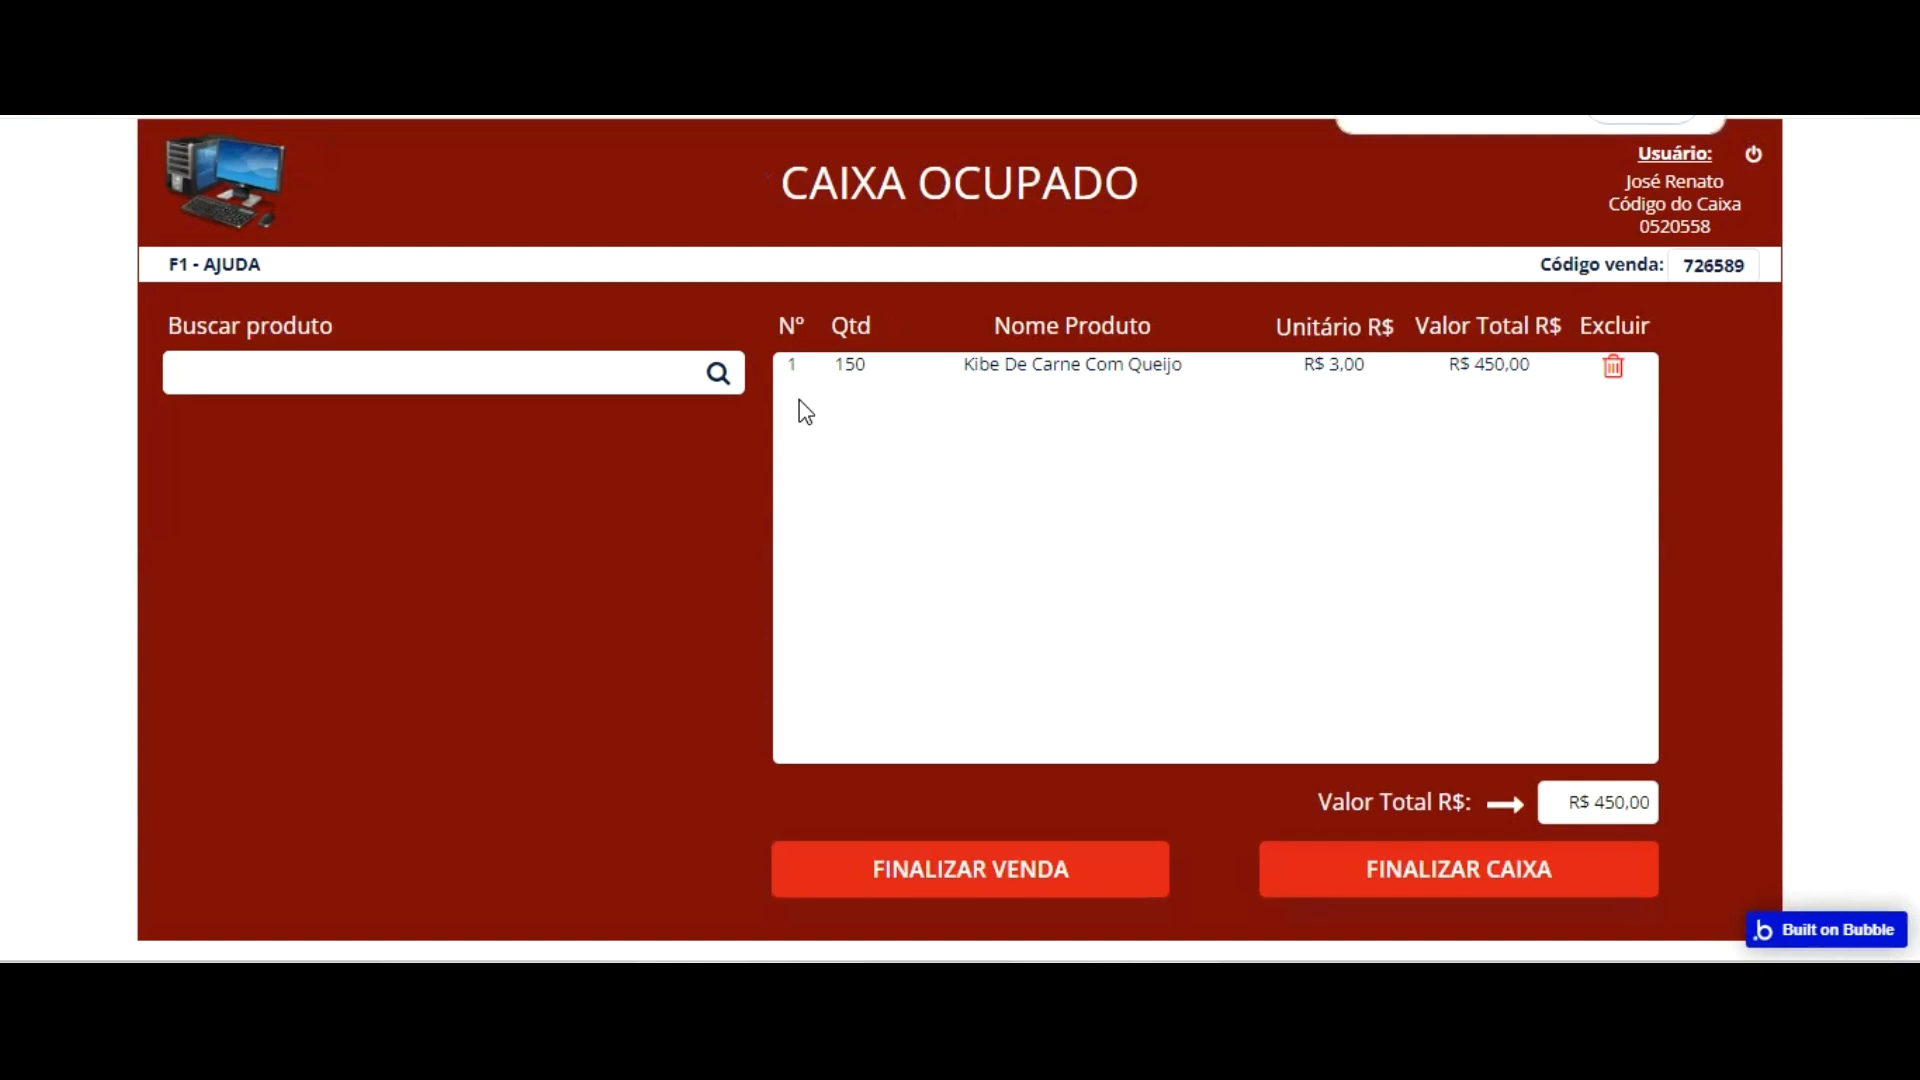 CAIXA OCUPADO
Usuário:
José Renato
Código do Caixa
0520558
F1 - AJUDA
Código venda: 726589
Buscar produto
Nº Qtd Nome Produto Unitário R$ Valor Total R$ Excluir
1 150 Kibe De Carne Com Queijo R$ 3,00 R$ 450,00
Valor Total R$: R$ 450,00
FINALIZAR VENDA
FINALIZAR CAIXA
.b Built on Bubble